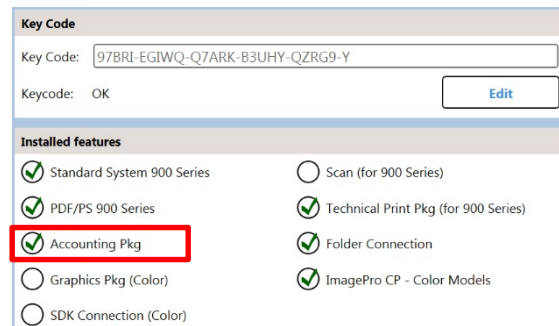 Key Code
Key Code: 97BRI-EGIWQ-Q7ARK-B3UHY-QZRG9-Y
Keycode: OK Edit
Installed features
Standard System 900 Series Scan (for 900 Series)
PDF/PS 900 Series Technical Print Pkg (for 900 Series)
Accounting Pkg Folder Connection
Graphics Pkg (Color) ImagePro CP - Color Models
SDK Connection (Color)